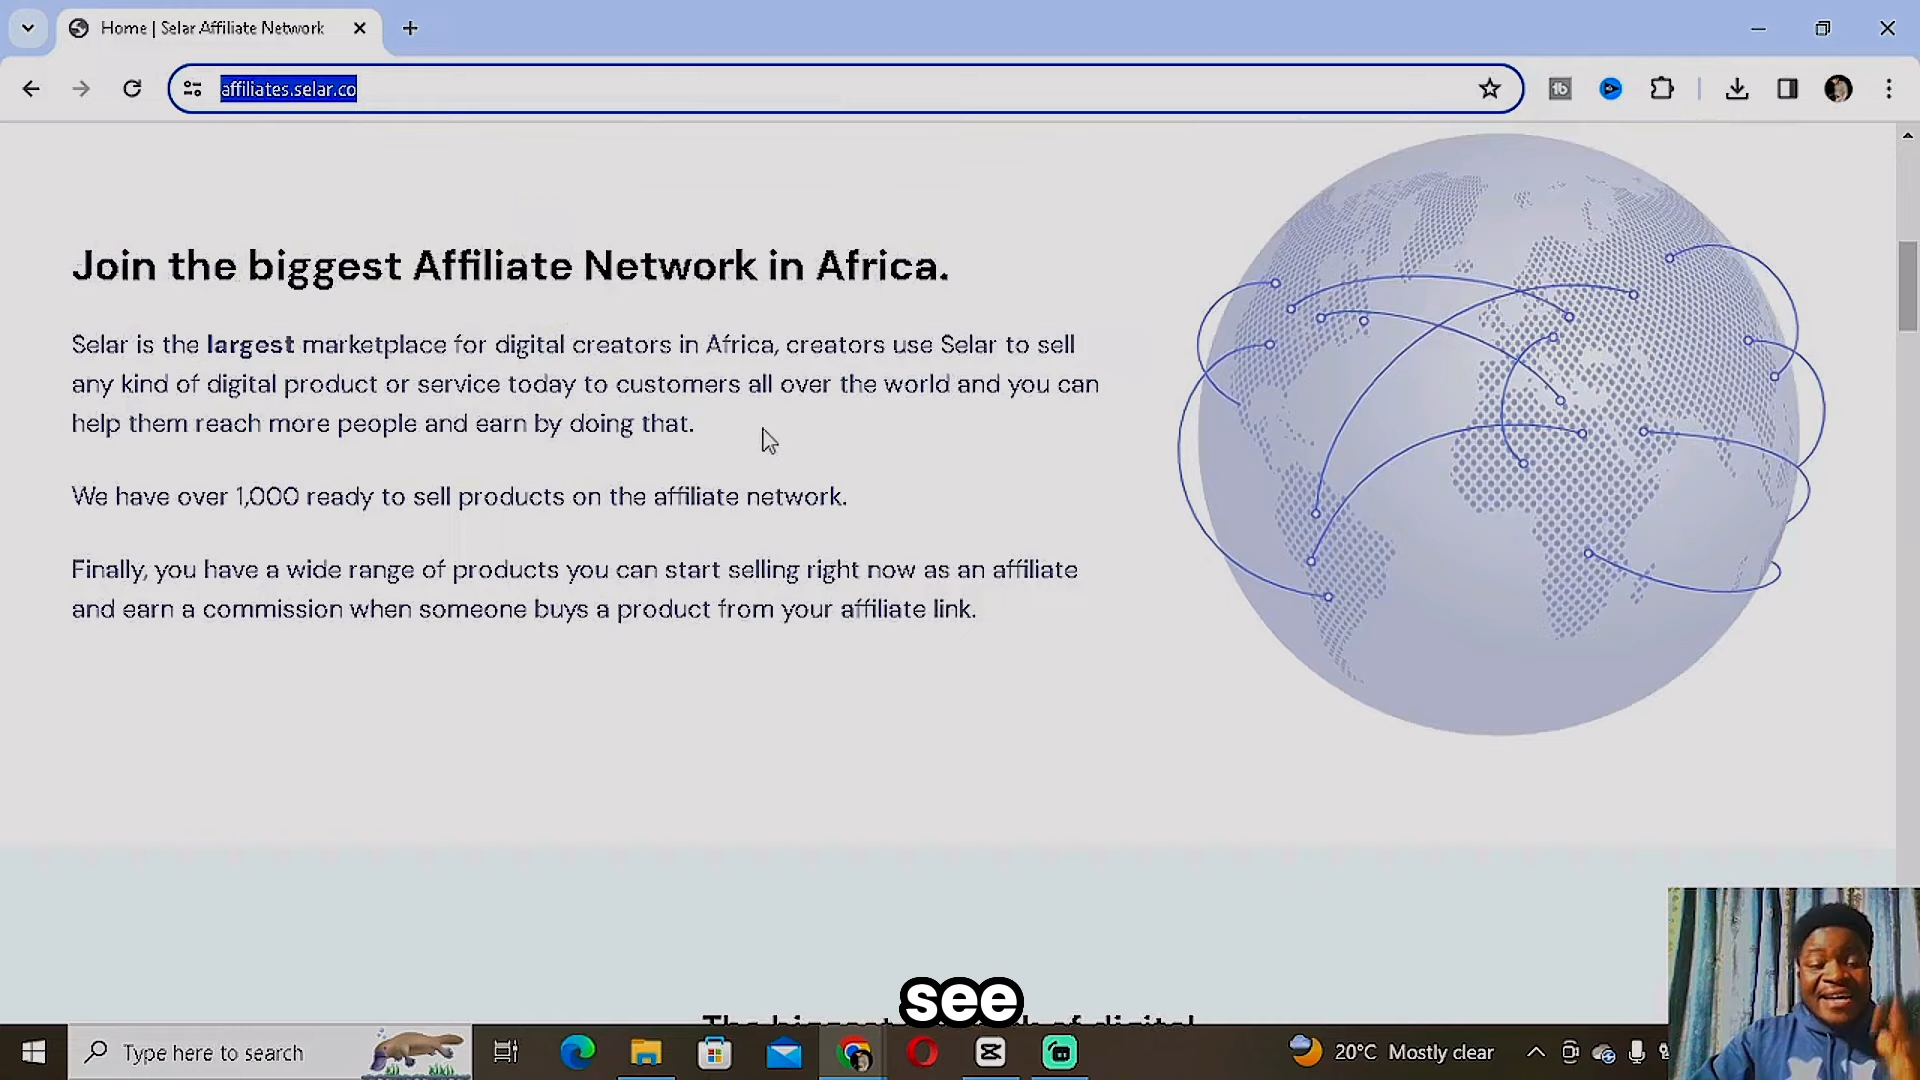 Home | Selar Affiliate Network
affiliates.selar.co
Join the biggest Affiliate Network in Africa.
Selar is the largest marketplace for digital creators in Africa, creators use Selar to sell
any kind of digital product or service today to customers all over the world and you can
help them reach more people and earn by doing that.
We have over 1,000 ready to sell products on the affiliate network.
Finally, you have a wide range of products you can start selling right now as an affiliate
and earn a commission when someone buys a product from your affiliate link.
see
The biggest of digital
Type here to search
20°C Mostly clear